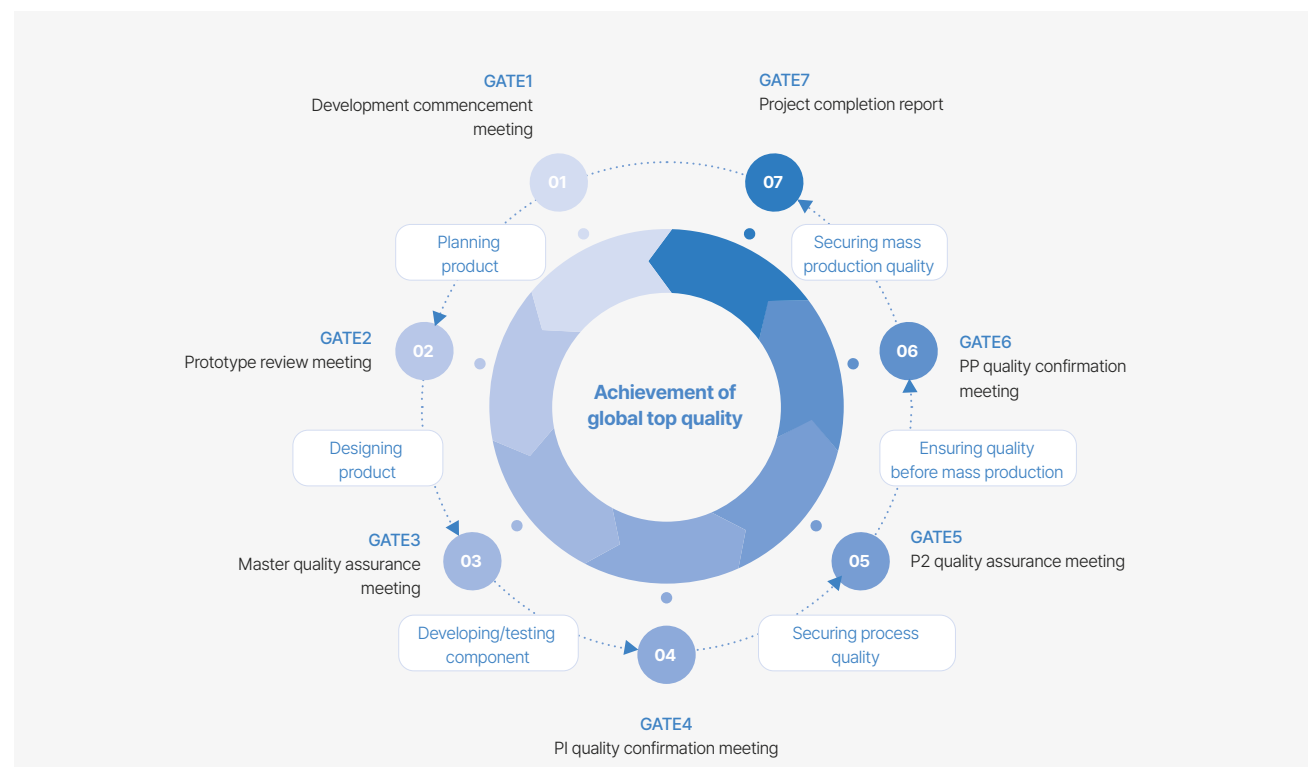 GATE1
Development commencement
meeting
GATE7
Project completion report
01
07
Planning
product
Securing mass
production quality
GATE2
Prototype review meeting
02
06
GATE6
PP quality confirmation
meeting
Achievement of
global top quality
Designing
product
Ensuring quality
before mass production
GATE3
Master quality assurance
meeting
03
05
GATE5
P2 quality assurance meeting
Developing/testing
component
04
Securing process
quality
GATE4
PI quality confirmation meeting